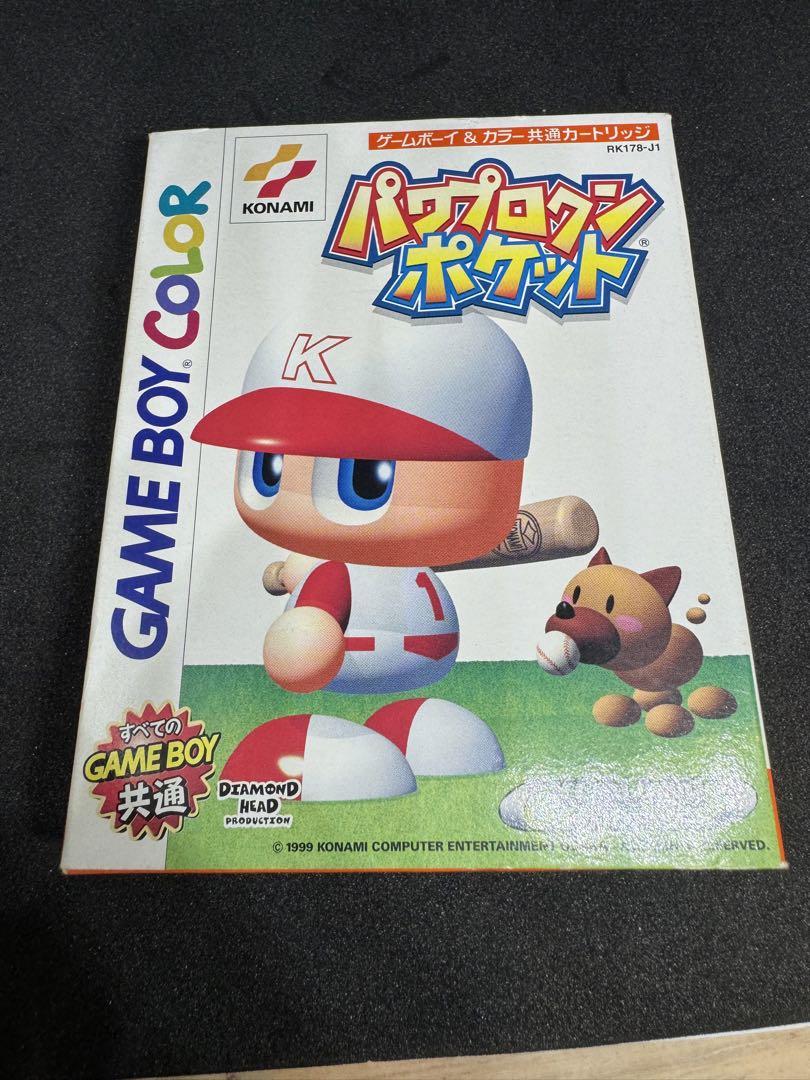 ゲームボーイ & カラー共通カートリッジ
RK178-J1
KONAMI
パワプロクン
ポケット®
GAME BOY® COLOR
K
1
KONAMI
すべての
GAME BOY
共通
DIAMOND
HEAD
PRODUCTION
© 1999 KONAMI COMPUTER ENTERTAINMENT